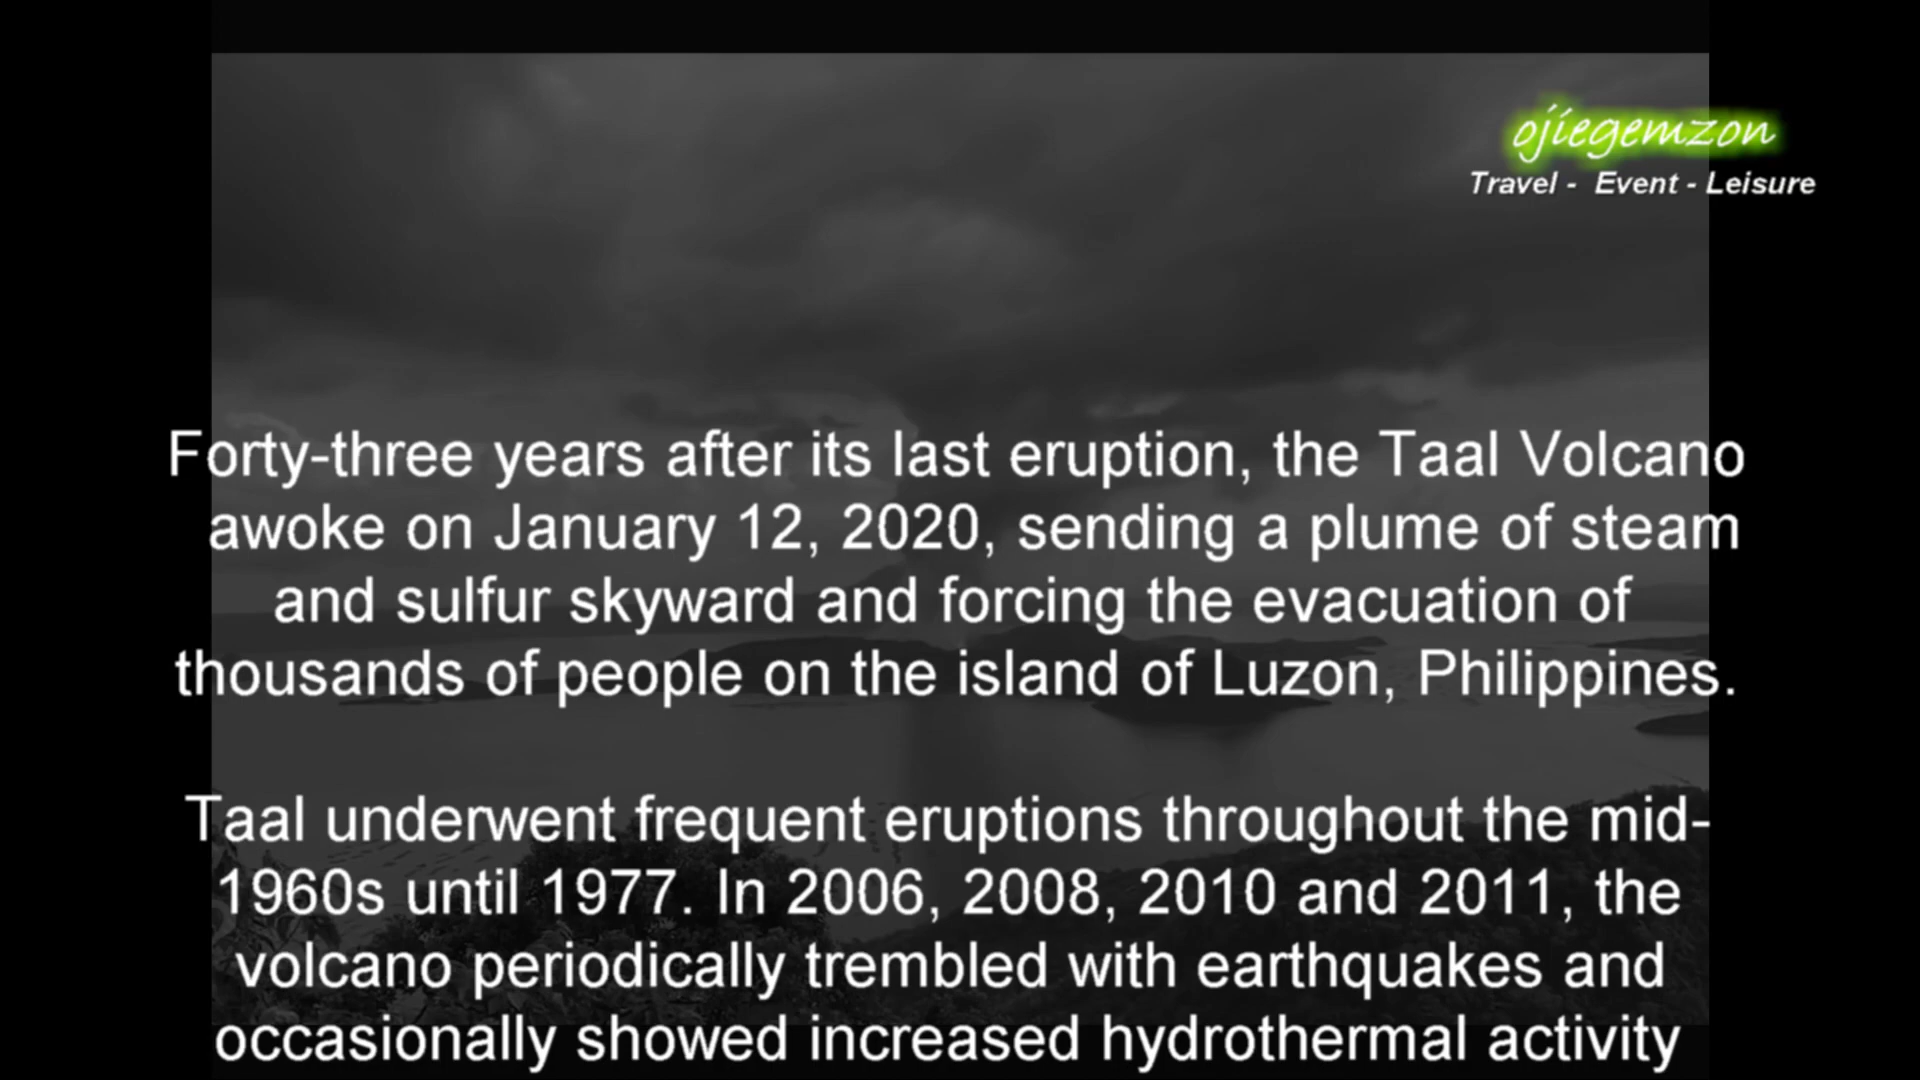 ojiegemzon
Travel - Event - Leisure
Forty-three years after its last eruption, the Taal Volcano
awoke on January 12, 2020, sending a plume of steam
and sulfur skyward and forcing the evacuation of
thousands of people on the island of Luzon, Philippines.
Taal underwent frequent eruptions throughout the mid-
1960s until 1977. In 2006, 2008, 2010 and 2011, the
volcano periodically trembled with earthquakes and
occasionally showed increased hydrothermal activity